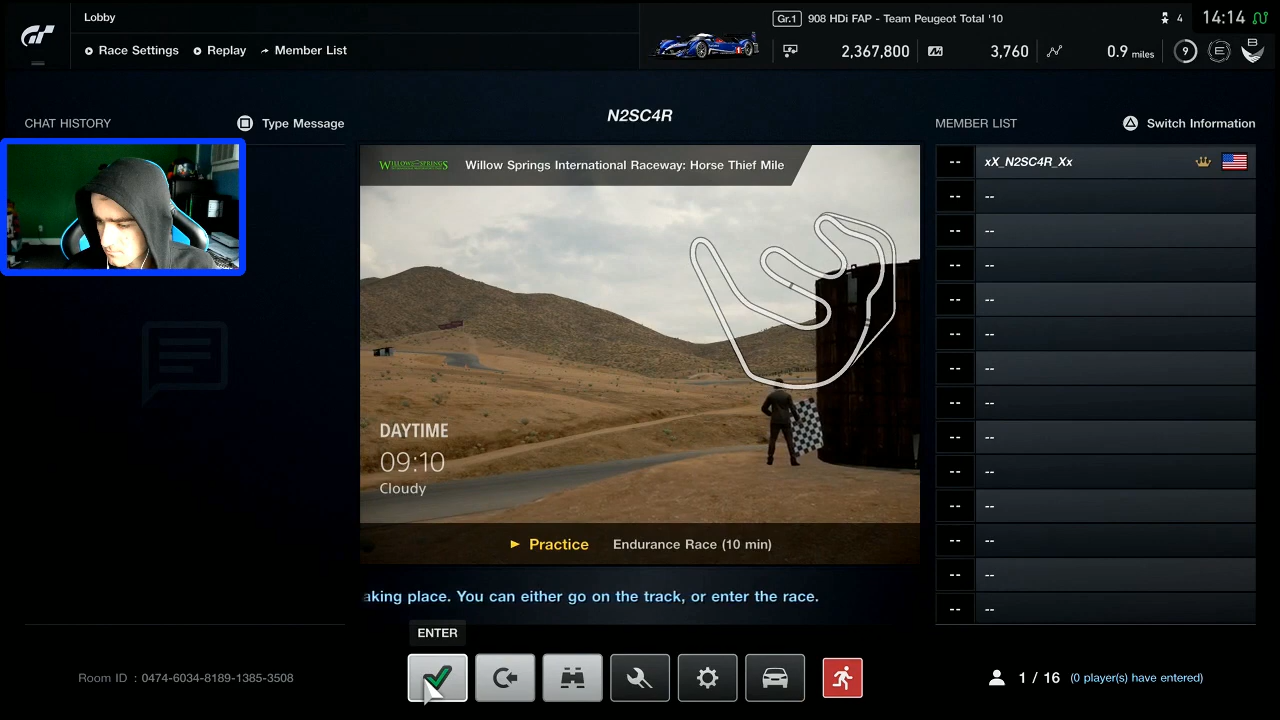 Lobby
Race Settings
Replay
Member List
Gr.1
908 HDi FAP - Team Peugeot Total '10
2,367,800
3,760
0.9 miles
4
14:14
9
E
B
CHAT HISTORY
Type Message
N2SC4R
MEMBER LIST
Switch Information
WILLOW SPRINGS
Willow Springs International Raceway: Horse Thief Mile
-- xX_N2SC4R_Xx
-- --
-- --
-- --
-- --
-- --
-- --
-- --
-- --
-- --
-- --
-- --
-- --
-- --
DAYTIME
09:10
Cloudy
Practice
Endurance Race (10 min)
aking place. You can either go on the track, or enter the race.
ENTER
Room ID : 0474-6034-8189-1385-3508
1 / 16
(0 player(s) have entered)